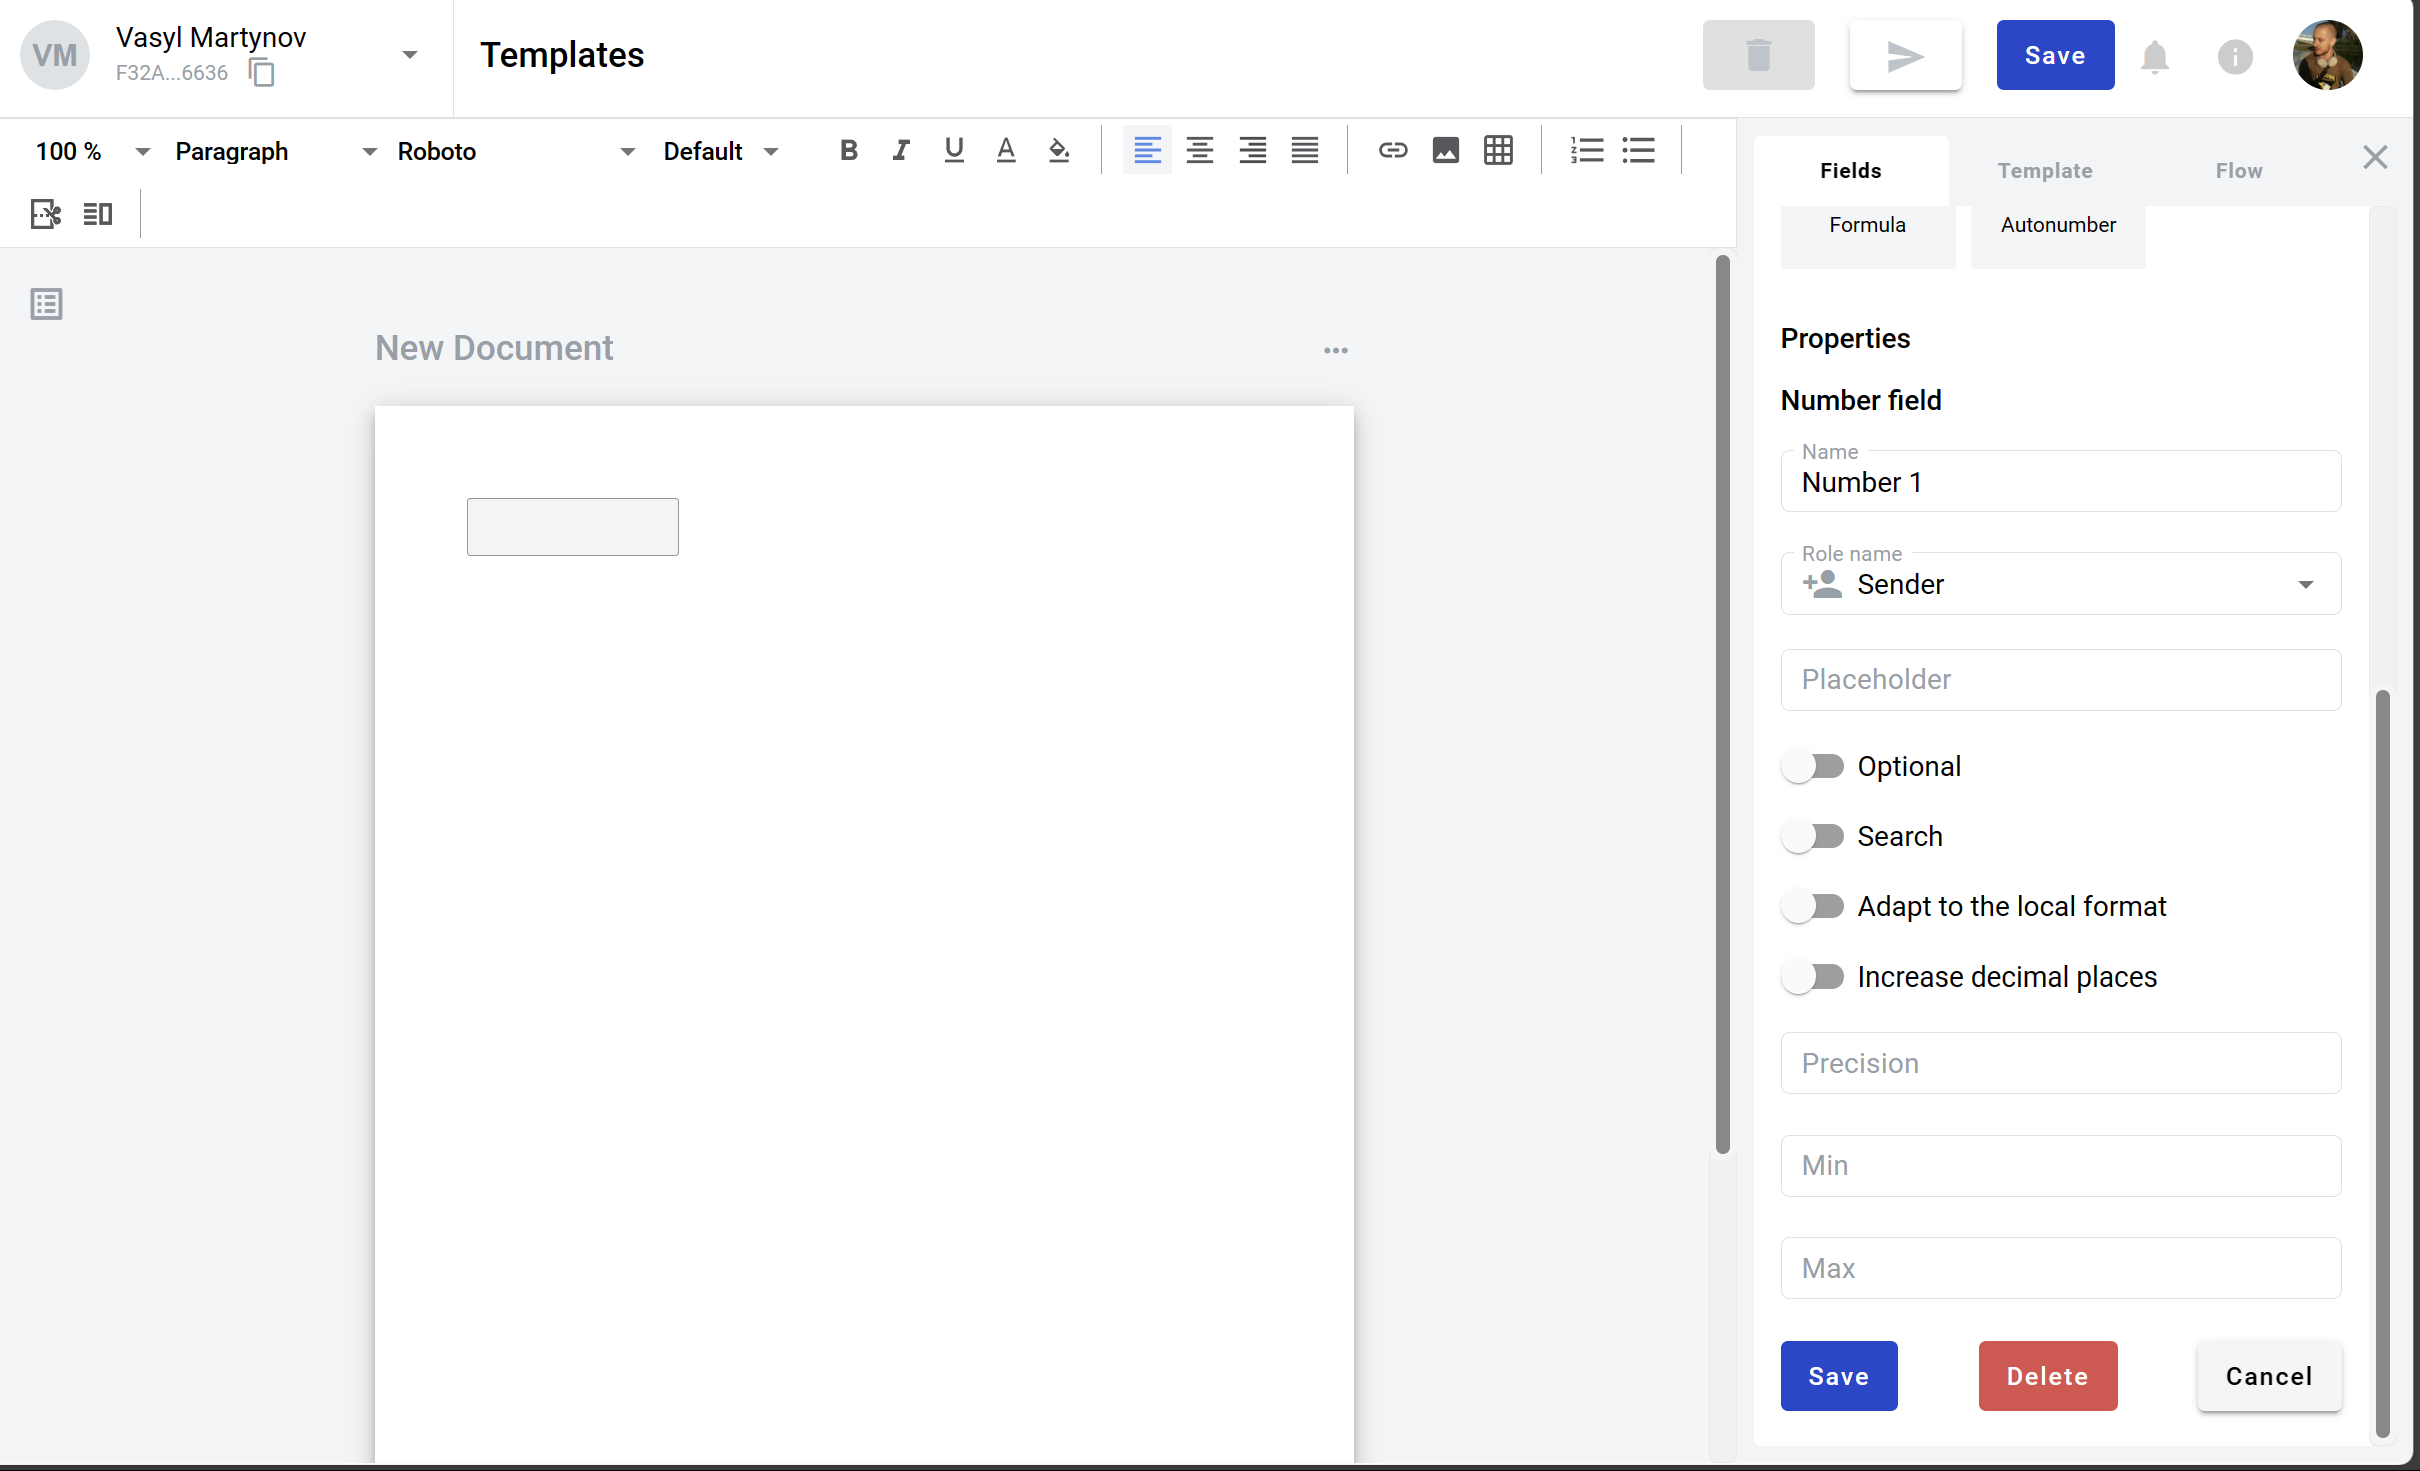 VM
Vasyl Martynov
F32A...6636
Templates
Save
100 %
Paragraph
Roboto
Default
Fields
Template
Flow
Formula
Autonumber
New Document
Properties
Number field
Name
Number 1
Role name
Sender
Placeholder
Optional
Search
Adapt to the local format
Increase decimal places
Precision
Min
Max
Save
Delete
Cancel